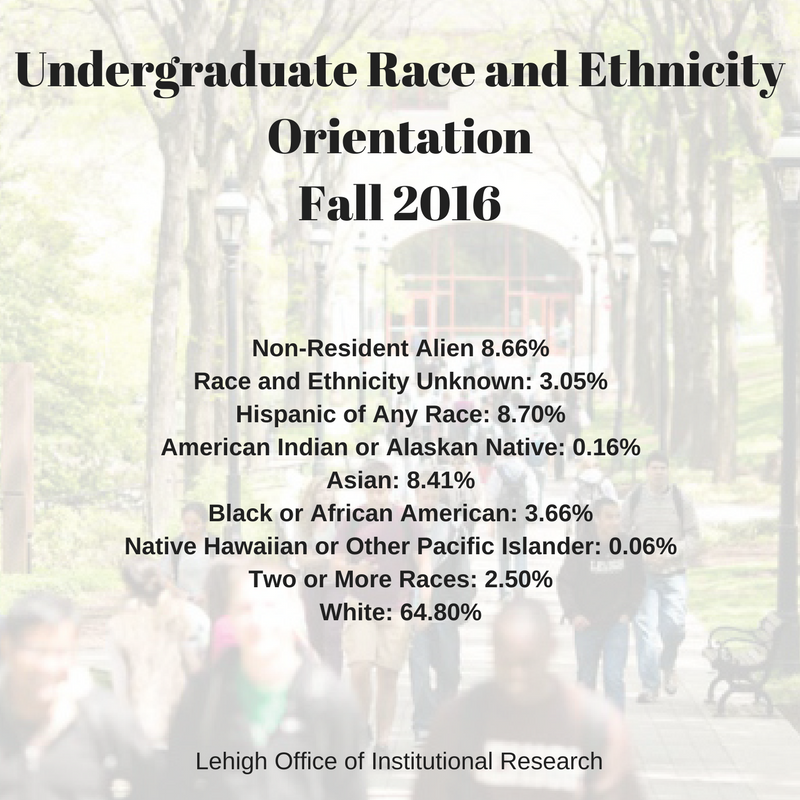 Undergraduate Race and Ethnicity
Orientation
Fall 2016
Non-Resident Alien 8.66%
Race and Ethnicity Unknown: 3.05%
Hispanic of Any Race: 8.70%
American Indian or Alaskan Native: 0.16%
Asian: 8.41%
Black or African American: 3.66%
Native Hawaiian or Other Pacific Islander: 0.06%
Two or More Races: 2.50%
White: 64.80%
Lehigh Office of Institutional Research